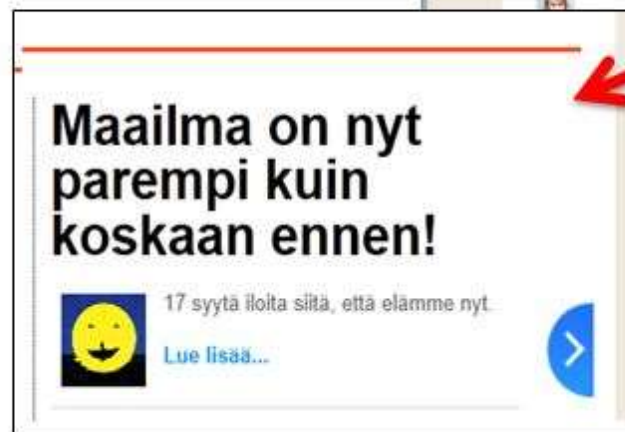 Maailma on nyt
parempi kuin
koskaan ennen!
17 syytä iloita siitä, että elämme nyt.
Lue lisää...